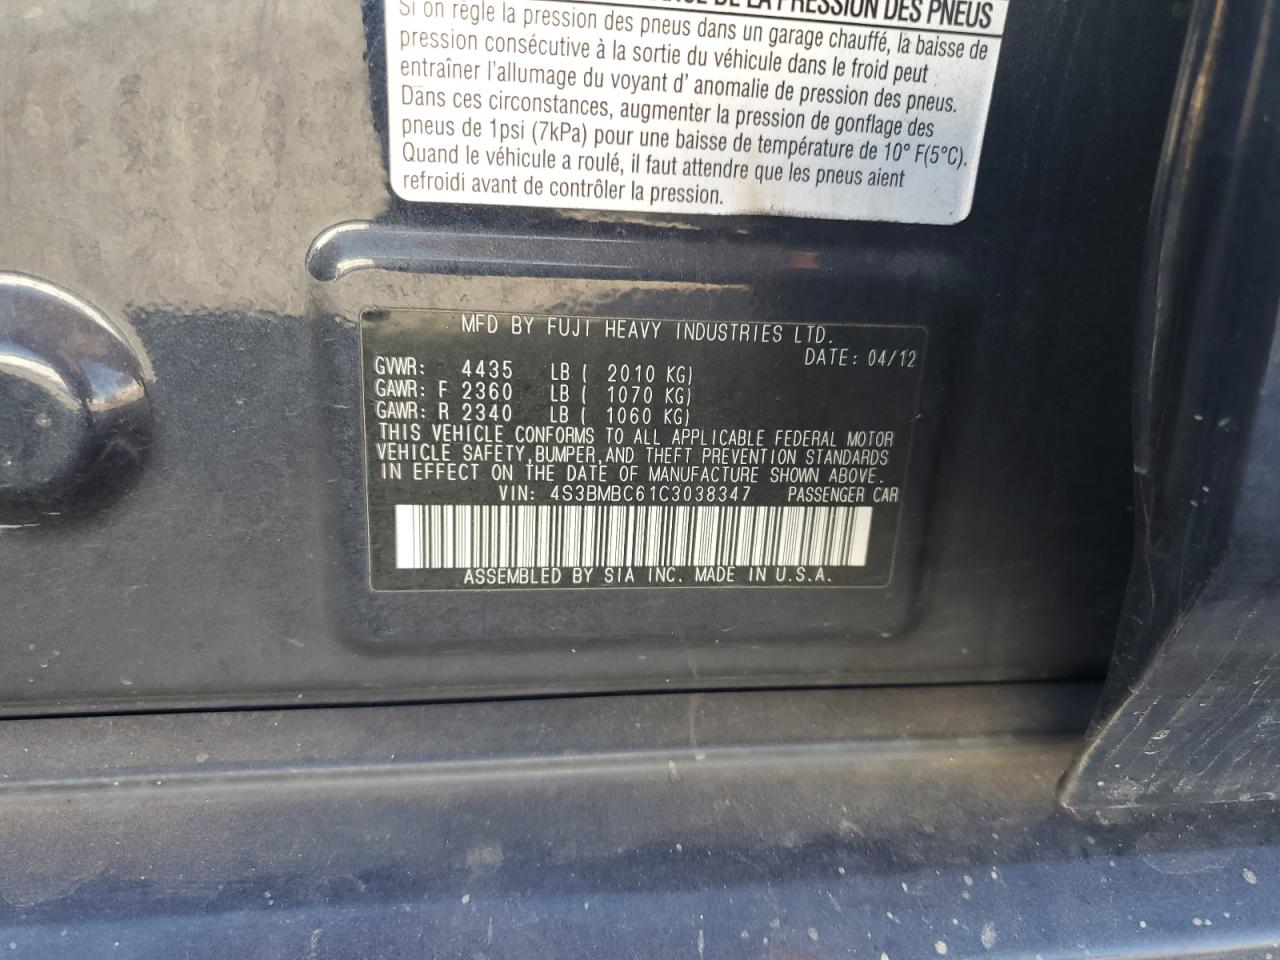 DE LA PRESSION DES PNEUS
Si on règle la pression des pneus dans un garage chauffé, la baisse de
pression consécutive à la sortie du véhicule dans le froid peut
entraîner l'allumage du voyant d' anomalie de pression des pneus.
Dans ces circonstances, augmenter la pression de gonflage des
pneus de 1psi (7kPa) pour une baisse de température de 10° F(5°C).
Quand le véhicule a roulé, il faut attendre que les pneus aient
refroidi avant de contrôler la pression.
MFD BY FUJI HEAVY INDUSTRIES LTD.
DATE: 04/12
GVWR: 4435 LB ( 2010 KG)
GAWR: F 2360 LB ( 1070 KG)
GAWR: R 2340 LB ( 1060 KG)
THIS VEHICLE CONFORMS TO ALL APPLICABLE FEDERAL MOTOR
VEHICLE SAFETY,BUMPER,AND THEFT PREVENTION STANDARDS
IN EFFECT ON THE DATE OF MANUFACTURE SHOWN ABOVE.
VIN: 4S3BMBC61C3038347 PASSENGER CAR
ASSEMBLED BY SIA INC. MADE IN U.S.A.